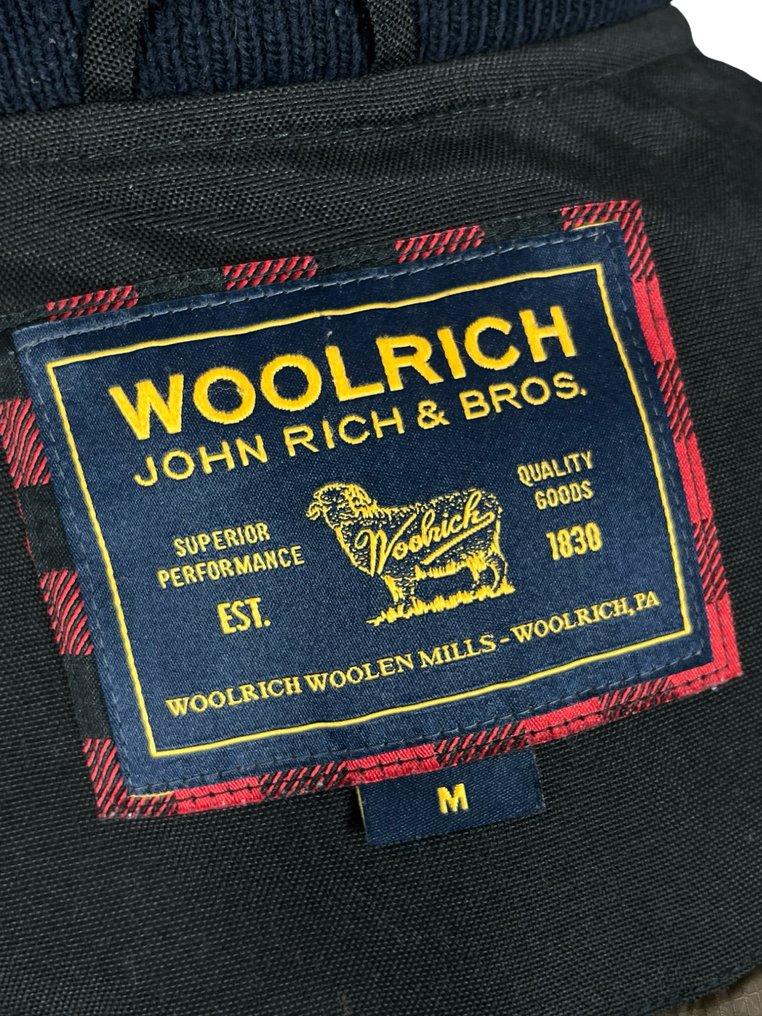 WOOLRICH
JOHN RICH & BROS.
SUPERIOR
PERFORMANCE
EST.
Woolrich
QUALITY
GOODS
1830
WOOLRICH WOOLEN MILLS - WOOLRICH, PA
M